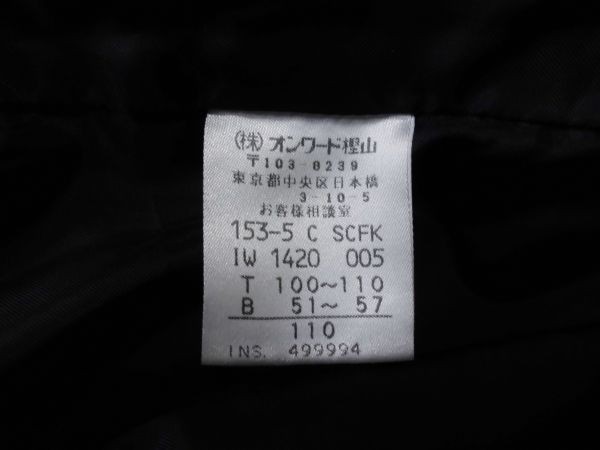 (株)オンワード樫山
〒103-8239
東京都中央区日本橋
3-10-5
お客様相談室
153-5 C SCFK
IW 1420 005
T 100~110
B 51~ 57
110
INS. 499994